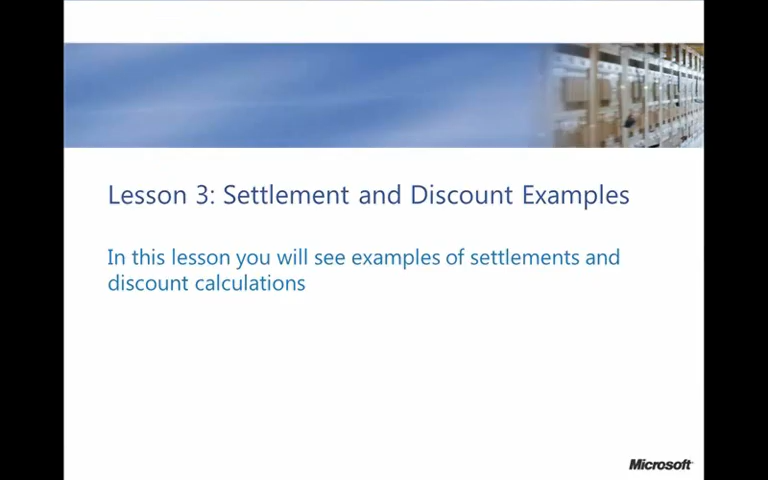 Lesson 3: Settlement and Discount Examples
In this lesson you will see examples of settlements and
discount calculations
Microsoft